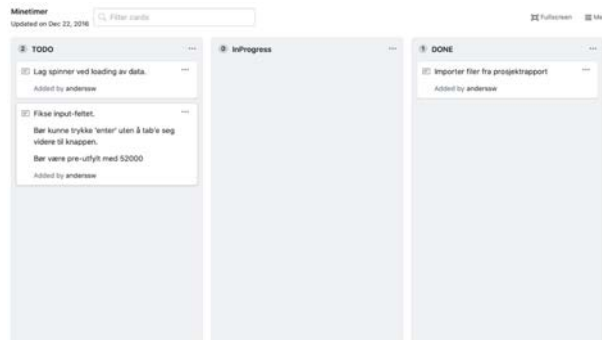 Minetimer
Updated on Dec 22, 2016
Filter cards
Fullscreen
Me
2 TODO
Lag spinner ved loading av data.
Added by anderssw
Fikse input-feltet.
Bør kunne trykke 'enter' uten å tab'e seg
videre til knappen.
Bør være pre-utfylt med 52000
Added by anderssw
0 InProgress
1 DONE
Importer filer fra prosjektrapport
Added by anderssw